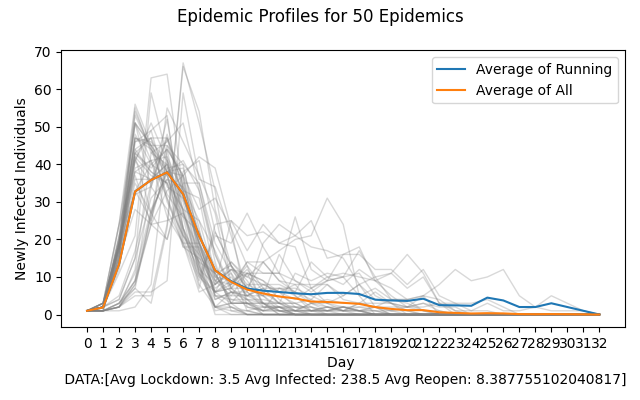 Epidemic Profiles for 50 Epidemics
70
60
50
40
30
20
10
0
Newly Infected Individuals
Average of Running
Average of All
0 1 2 3 4 5 6 7 8 9 1011121314151617181920212223242526272829303132
Day
DATA:[Avg Lockdown: 3.5 Avg Infected: 238.5 Avg Reopen: 8.387755102040817]